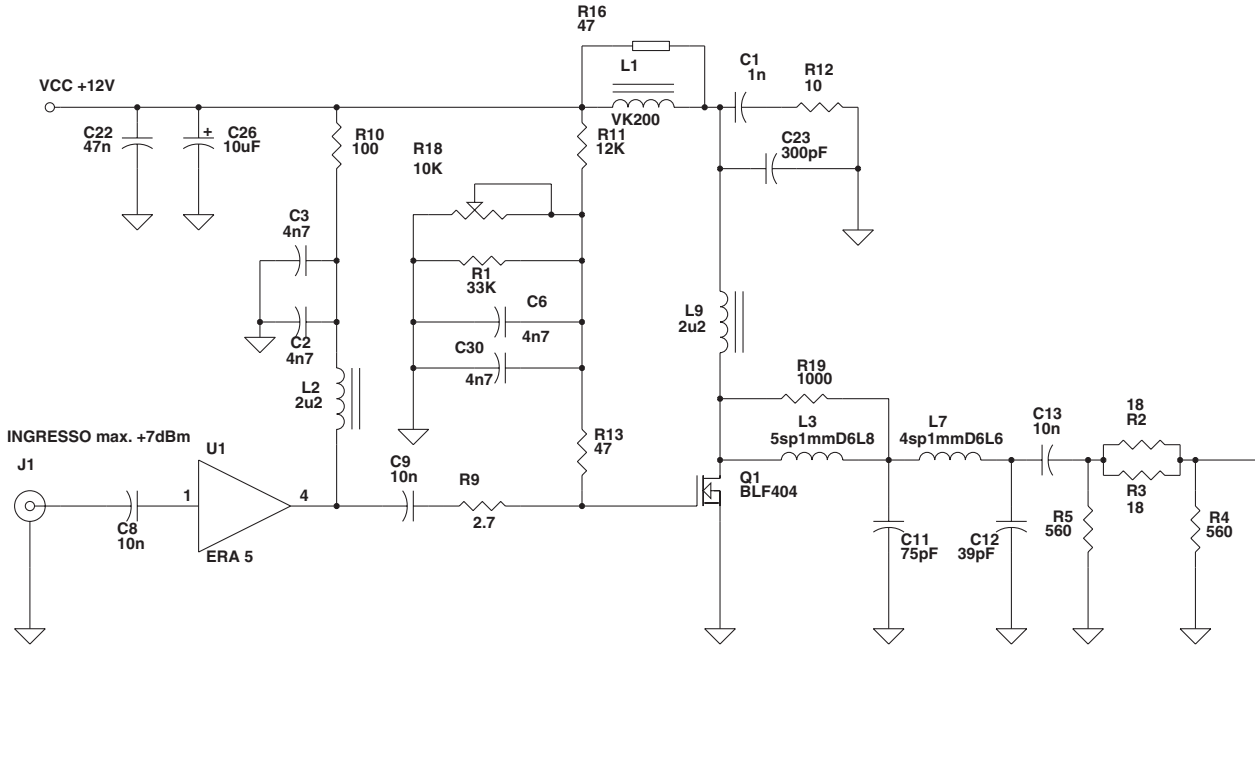 R16
47
L1
VK200
C1
1n
R12
10
VCC +12V
C22
47n
+
C26
10uF
R10
100
R18
10K
R11
12K
C23
300pF
C3
4n7
R1
33K
C6
4n7
C2
4n7
C30
4n7
L9
2u2
L2
2u2
R19
1000
INGRESSO max. +7dBm
J1
U1
1
4
ERA 5
C8
10n
C9
10n
R9
2.7
R13
47
L3
5sp1mmD6L8
L7
4sp1mmD6L6
C13
10n
18
R2
R3
18
Q1
BLF404
C11
75pF
C12
39pF
R5
560
R4
560